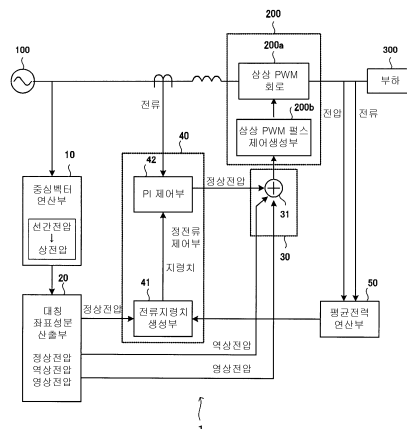 200
100
200a
300
삼상 PWM
회로
부하
200b
전류
전압
전류
삼상 PWM 펄스
제어생성부
10
40
42
중심벡터
연산부
선간전압
상전압
PI 제어부
정상전압
31
정전류
제어부
30
지령치
20
41
50
대칭
좌표성분
산출부
정상전압
전류지령치
생성부
평균전력
연산부
정상전압
역상전압
영상전압
역상전압
영상전압
1